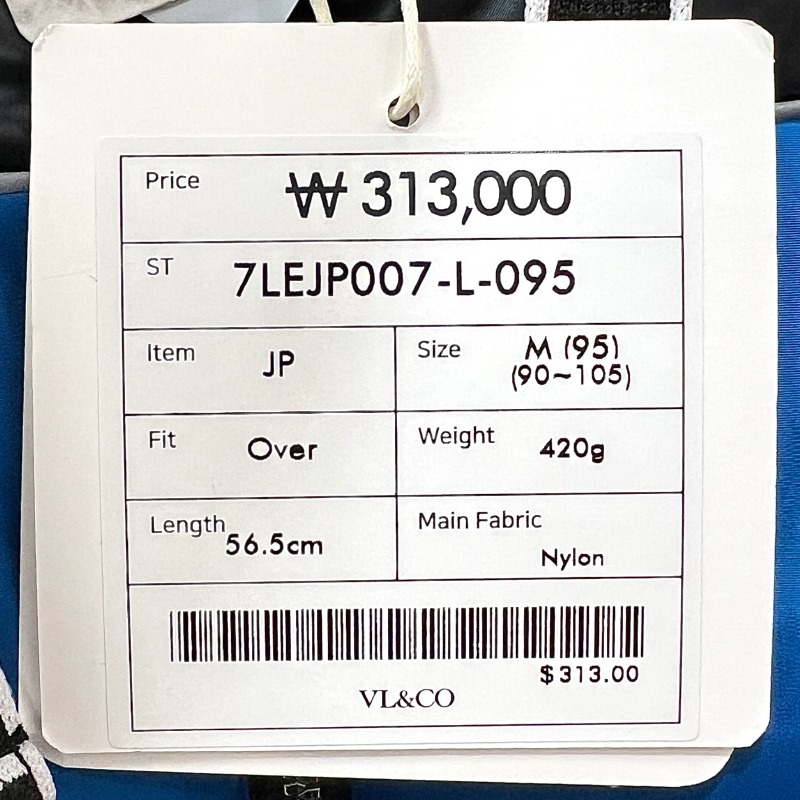 Price ₩ 313,000
ST 7LEJP007-L-095
Item JP
Size M (95)
(90~105)
Fit Over
Weight 420g
Length 56.5cm
Main Fabric
Nylon
$313.00
VL&CO